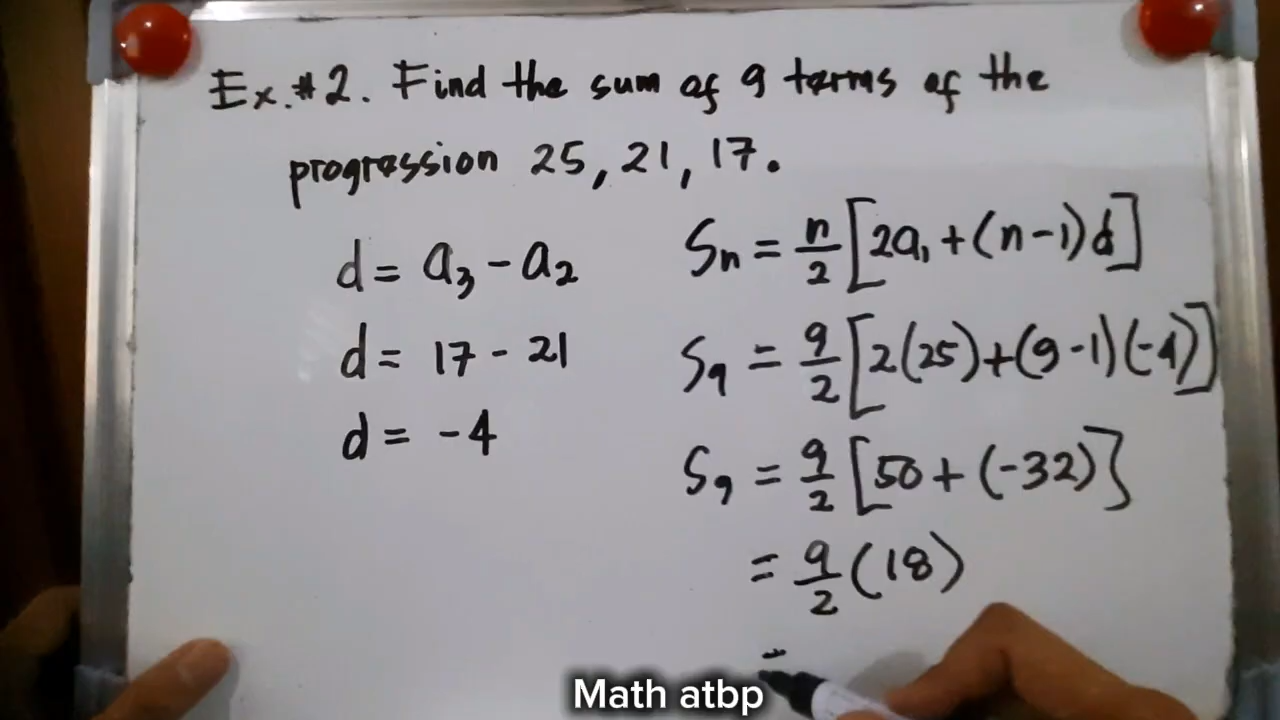 Ex. #2. Find the sum of 9 terms of the
progression 25, 21, 17.
d = a₃ - a₂
d = 17 - 21
d = -4
Sₙ = n/2 [2a₁ + (n-1)d]
S₉ = 9/2 [2(25) + (9-1)(-4)]
S₉ = 9/2 [50 + (-32)]
= 9/2 (18)
=
Math atbp